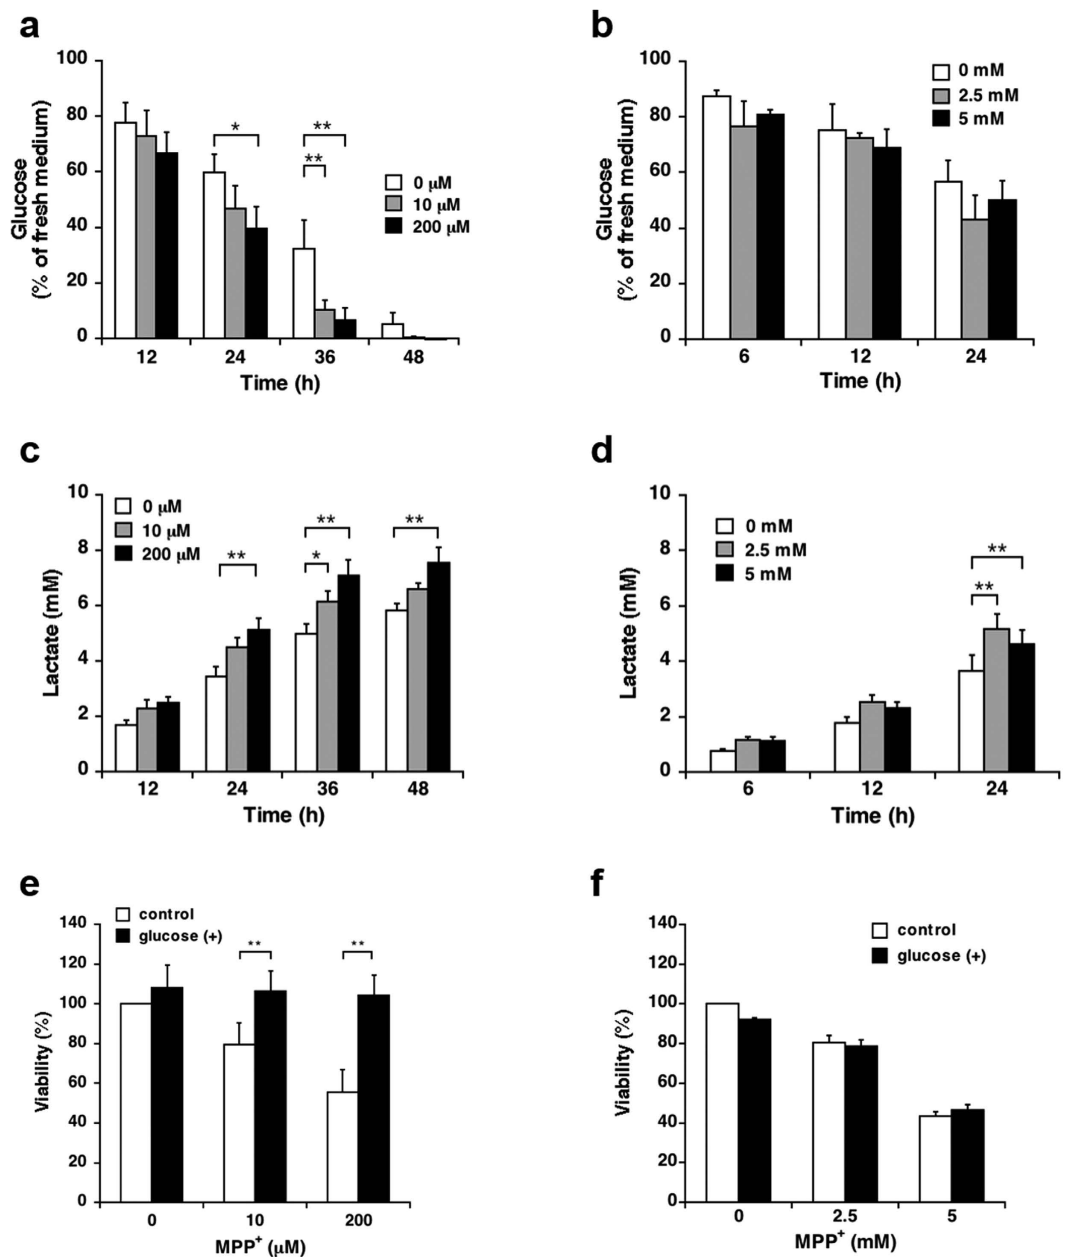 a
100
80
60
40
20
0
Glucose
(% of fresh medium)
*
**
**
0 µM
10 µM
200 µM
12 24 36 48
Time (h)
b
100
80
60
40
20
0
Glucose
(% of fresh medium)
0 mM
2.5 mM
5 mM
6 12 24
Time (h)
c
10
8
6
4
2
0
Lactate (mM)
0 µM
10 µM
200 µM
**
**
*
**
12 24 36 48
Time (h)
d
10
8
6
4
2
0
Lactate (mM)
0 mM
2.5 mM
5 mM
**
**
6 12 24
Time (h)
e
140
120
100
80
60
40
20
0
Viability (%)
control
glucose (+)
** **
0 10 200
MPP⁺ (µM)
f
140
120
100
80
60
40
20
0
Viability (%)
control
glucose (+)
0 2.5 5
MPP⁺ (mM)